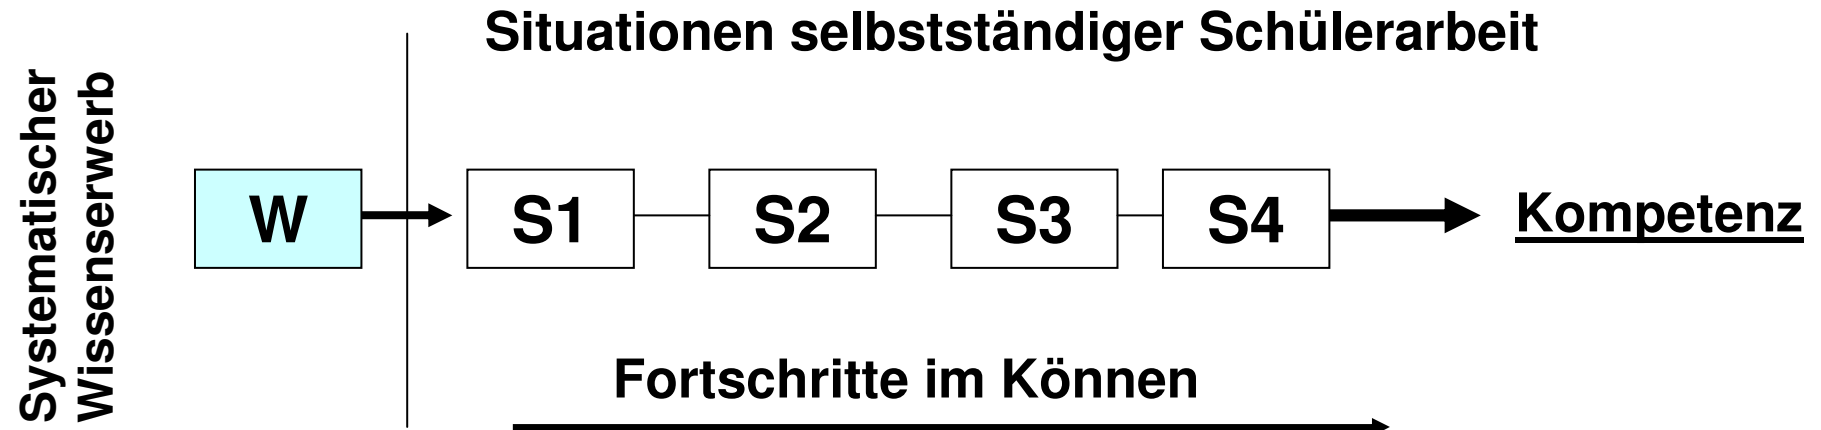 Situationen selbstständiger Schülerarbeit
Systematischer
Wissenserwerb
W
S1
S2
S3
S4
Kompetenz
Fortschritte im Können